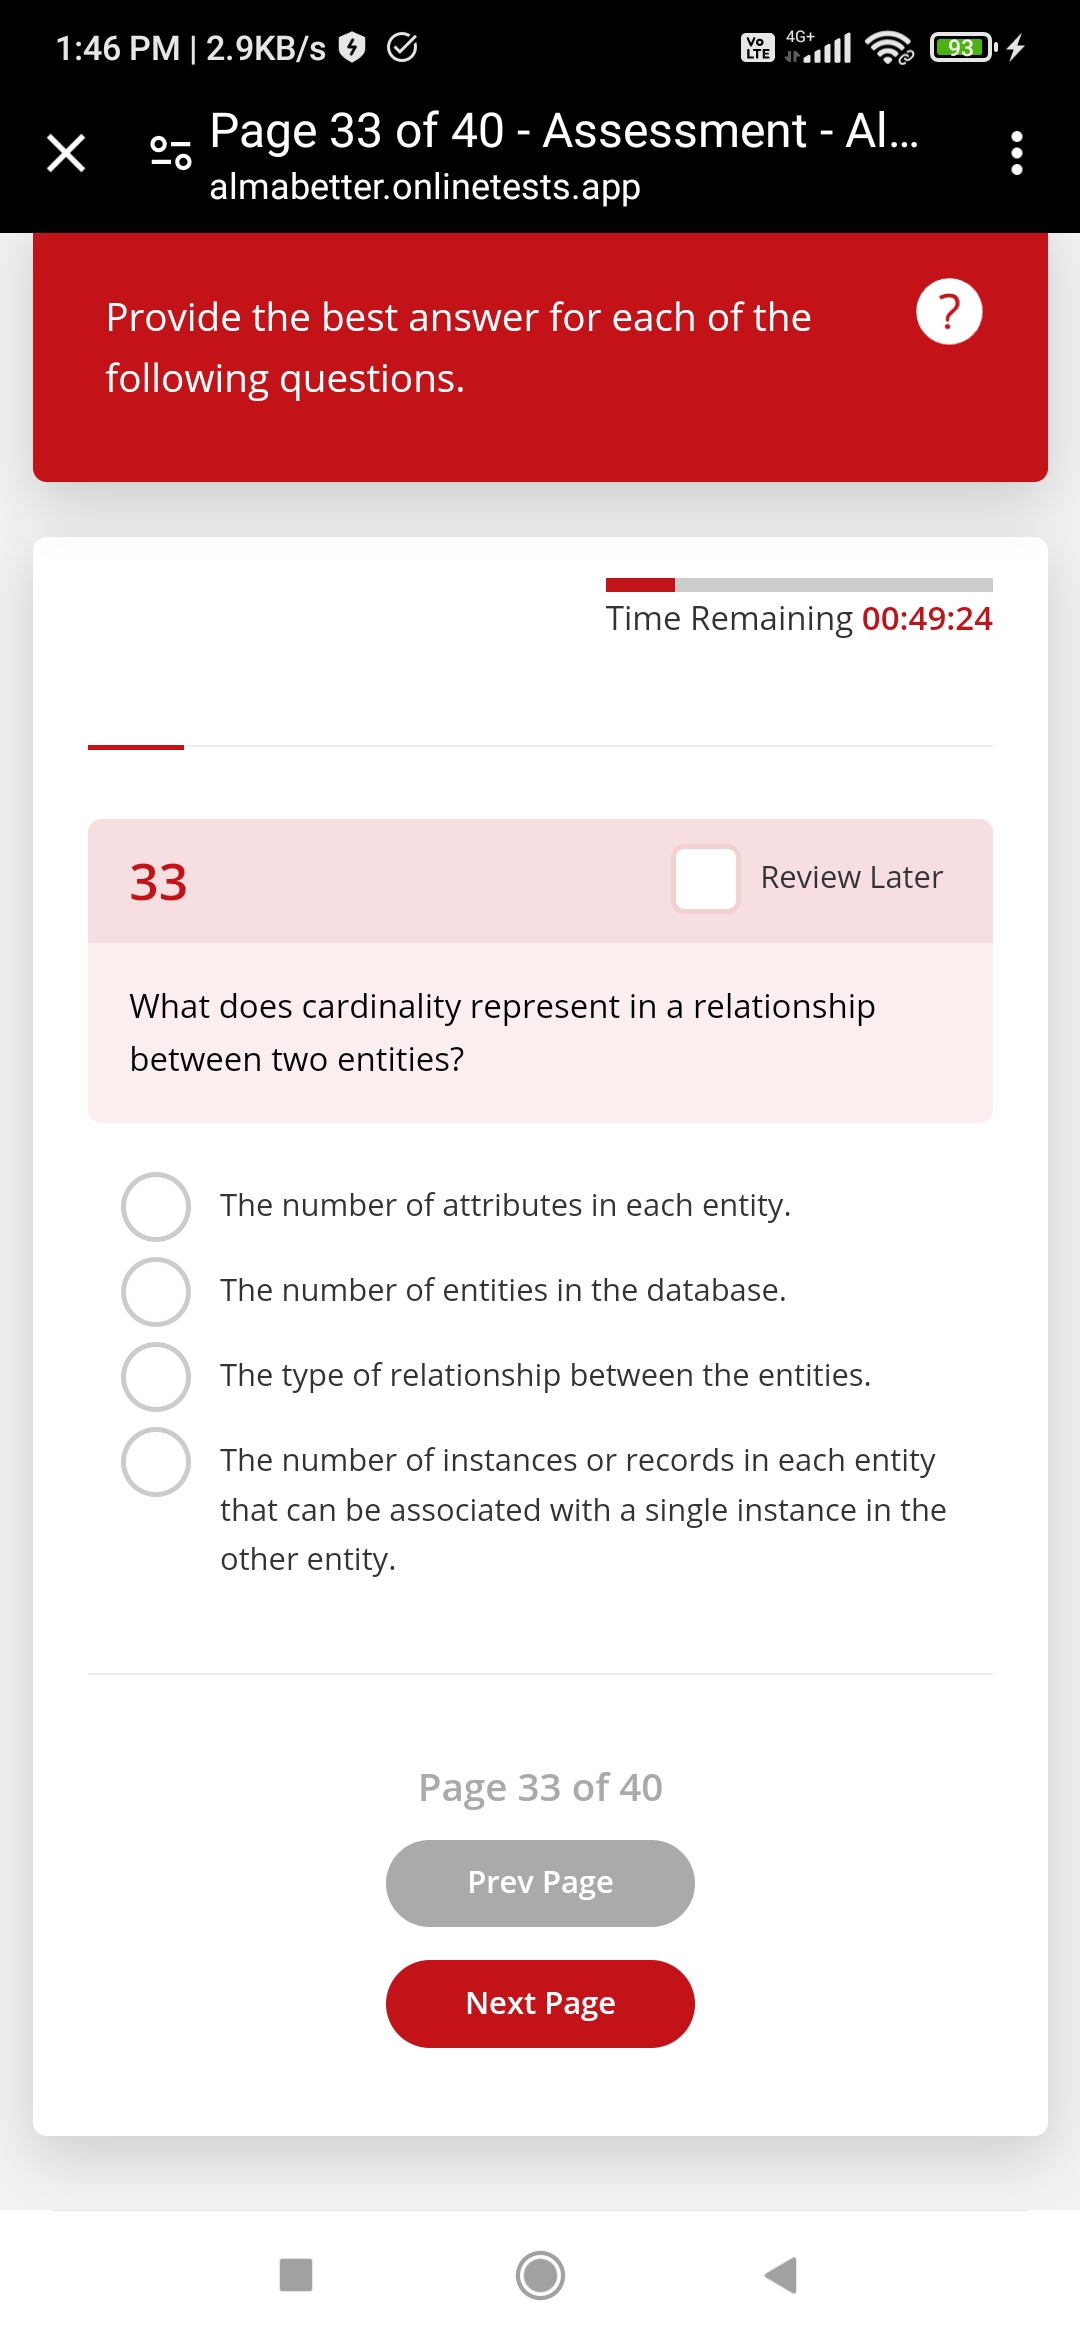 1:46 PM | 2.9KB/s
Vo LTE 4G+ 93
Page 33 of 40 - Assessment - Al...
almabetter.onlinetests.app
Provide the best answer for each of the
following questions.
?
Time Remaining 00:49:24
33 Review Later
What does cardinality represent in a relationship
between two entities?
The number of attributes in each entity.
The number of entities in the database.
The type of relationship between the entities.
The number of instances or records in each entity
that can be associated with a single instance in the
other entity.
Page 33 of 40
Prev Page
Next Page